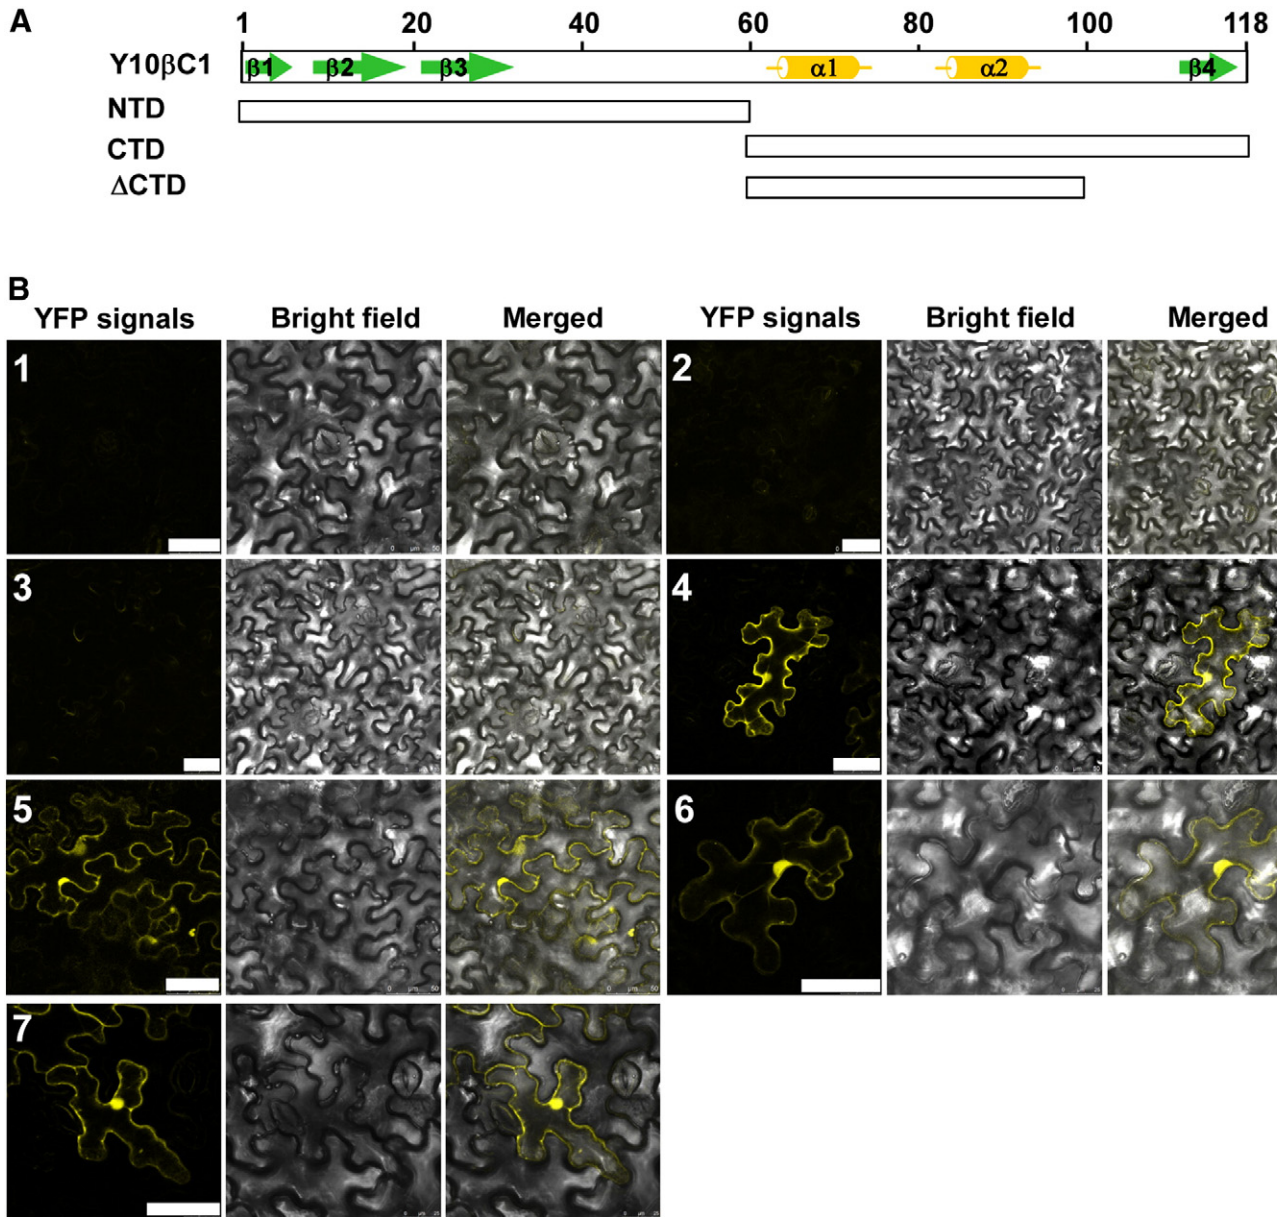 A
1 20 40 60 80 100 118
Y10βC1 β1 β2 β3 α1 α2 β4
NTD
CTD
ΔCTD
B
YFP signals Bright field Merged YFP signals Bright field Merged
1 2
3 4
5 6
7